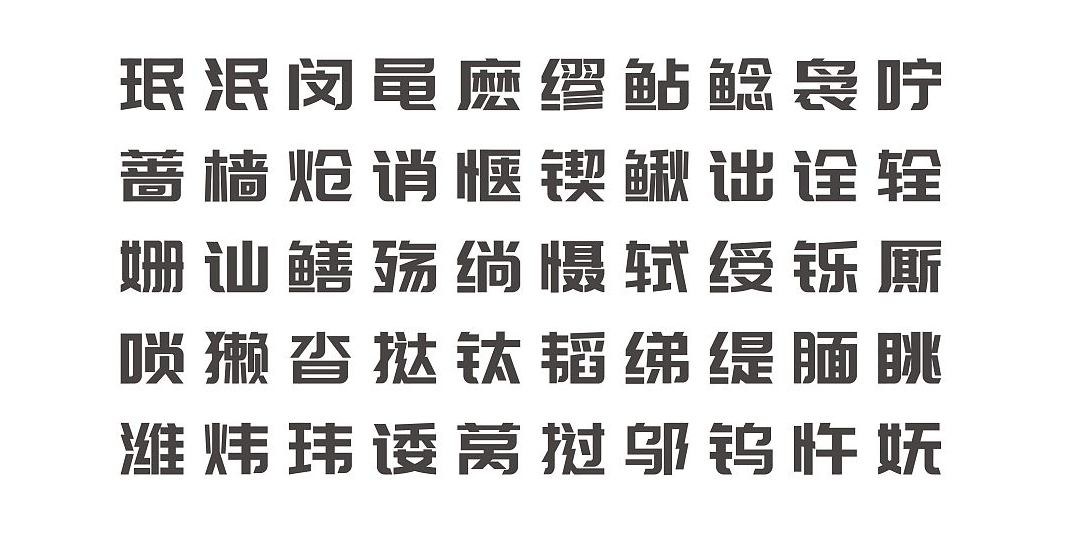 珉泯闵黾麽缪鲇鲶袅咛
蔷樯炝诮惬锲鳅诎诠辁
姗讪鳝殇绱慑轼绶铄厮
唢獭沓挞钛韬绨缇腼眺
潍炜玮诿莴挝邬钨忤妩